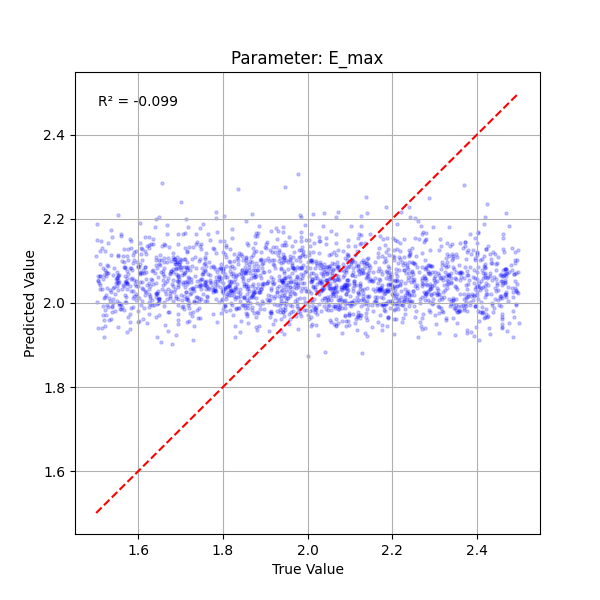 Parameter: E_max
R² = -0.099
2.4
2.2
2.0
1.8
1.6
Predicted Value
1.6 1.8 2.0 2.2 2.4
True Value